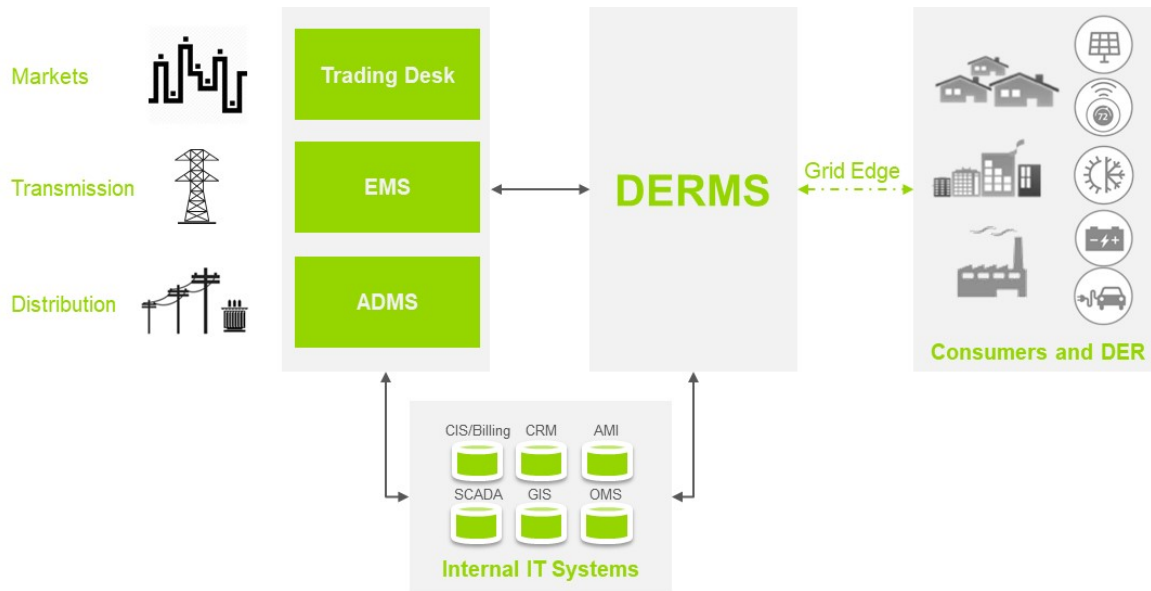 Markets
Trading Desk
Transmission
EMS
DERMS
Grid Edge
72
Distribution
ADMS
Consumers and DER
CIS/Billing CRM AMI
SCADA GIS OMS
Internal IT Systems